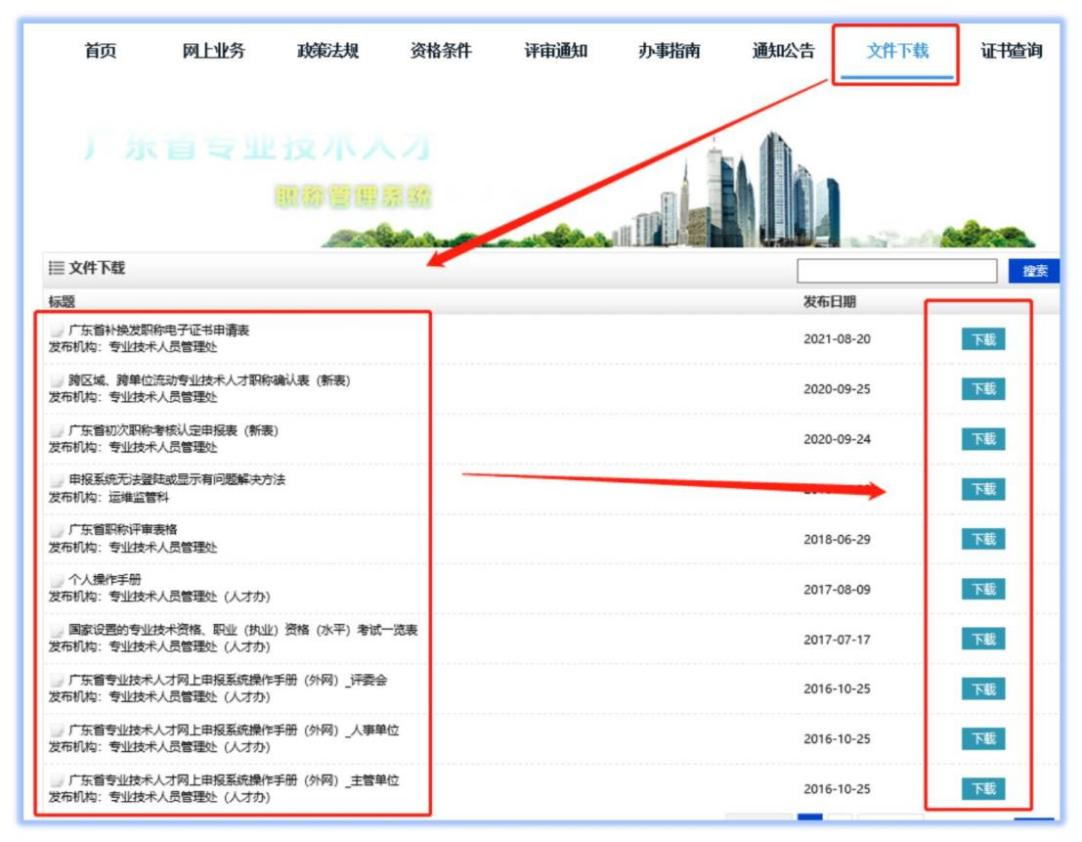 首页 网上业务 政策法规 资格条件 评审通知 办事指南 通知公告 文件下载 证书查询
广东省专业技术人才
职称管理系统
文件下载 搜索
标题 发布日期
广东省补换发职称电子证书申请表
发布机构：专业技术人员管理处 2021-08-20 下载
跨区域、跨单位流动专业技术人才职称确认表（新表）
发布机构：专业技术人员管理处 2020-09-25 下载
广东省初次职称考核认定申报表（新表）
发布机构：专业技术人员管理处 2020-09-24 下载
申报系统无法登陆或显示有问题解决方法
发布机构：运维监管科 下载
广东省职称评审表格
发布机构：专业技术人员管理处 2018-06-29 下载
个人操作手册
发布机构：专业技术人员管理处（人才办） 2017-08-09 下载
国家设置的专业技术资格、职业（执业）资格（水平）考试一览表
发布机构：专业技术人员管理处（人才办） 2017-07-17 下载
广东省专业技术人才网上申报系统操作手册（外网）_评委会
发布机构：专业技术人员管理处（人才办） 2016-10-25 下载
广东省专业技术人才网上申报系统操作手册（外网）_人事单位
发布机构：专业技术人员管理处（人才办） 2016-10-25 下载
广东省专业技术人才网上申报系统操作手册（外网）_主管单位
发布机构：专业技术人员管理处（人才办） 2016-10-25 下载